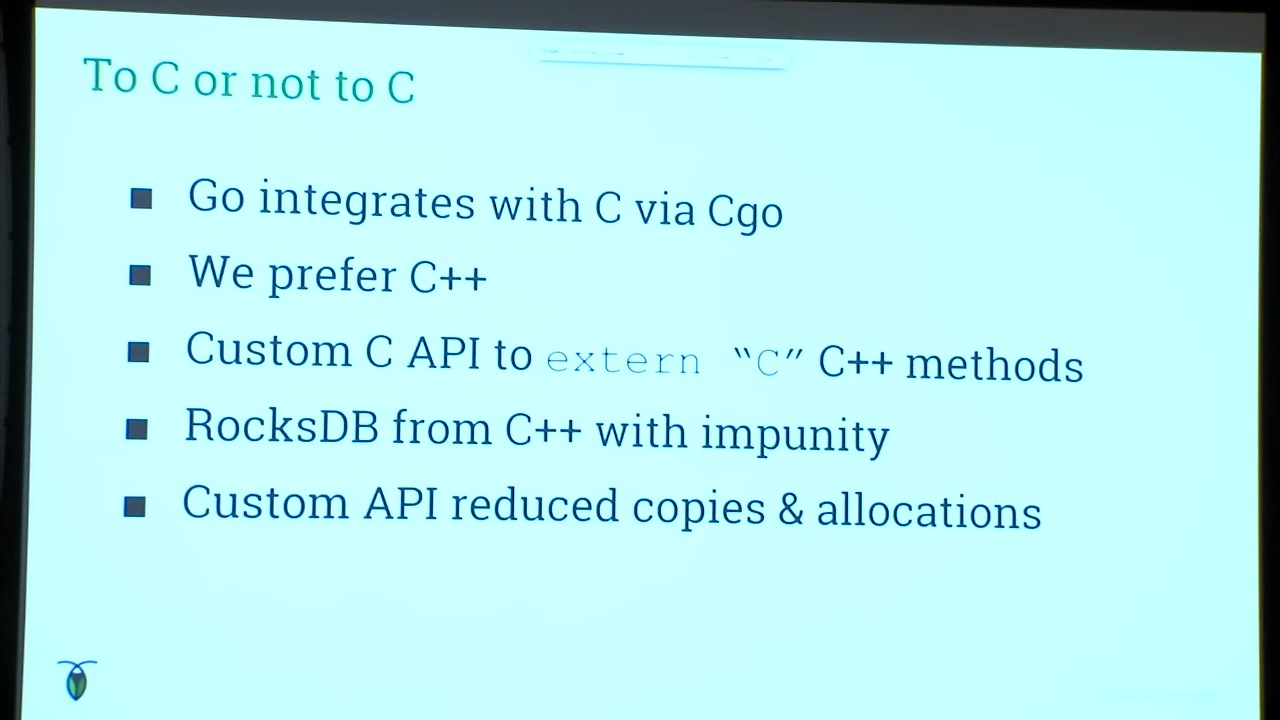 To C or not to C
■ Go integrates with C via Cgo
■ We prefer C++
■ Custom C API to extern “C” C++ methods
■ RocksDB from C++ with impunity
■ Custom API reduced copies & allocations